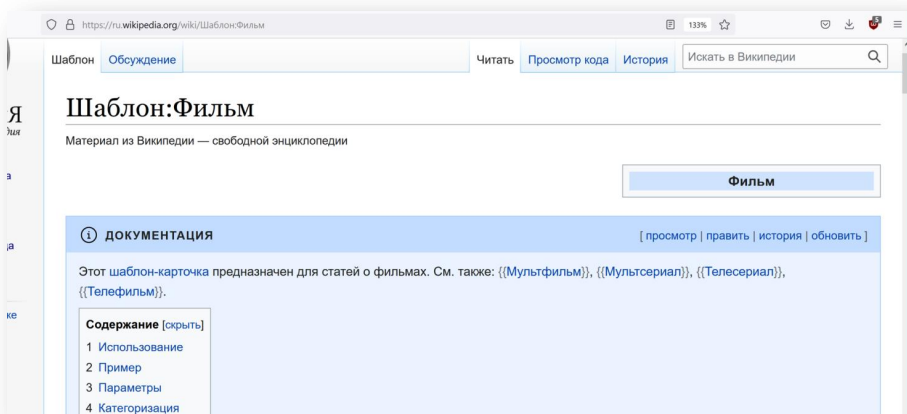 https://ru.wikipedia.org/wiki/Шаблон:Фильм
133%
5
Шаблон Обсуждение
Читать Просмотр кода История
Искать в Википедии
Я
Шаблон:Фильм
Материал из Википедии — свободной энциклопедии
Фильм
ДОКУМЕНТАЦИЯ
[ просмотр | править | история | обновить ]
Этот шаблон-карточка предназначен для статей о фильмах. См. также: {{Мультфильм}}, {{Мультсериал}}, {{Телесериал}},
{{Телефильм}}.
Содержание [скрыть]
1 Использование
2 Пример
3 Параметры
4 Категоризация